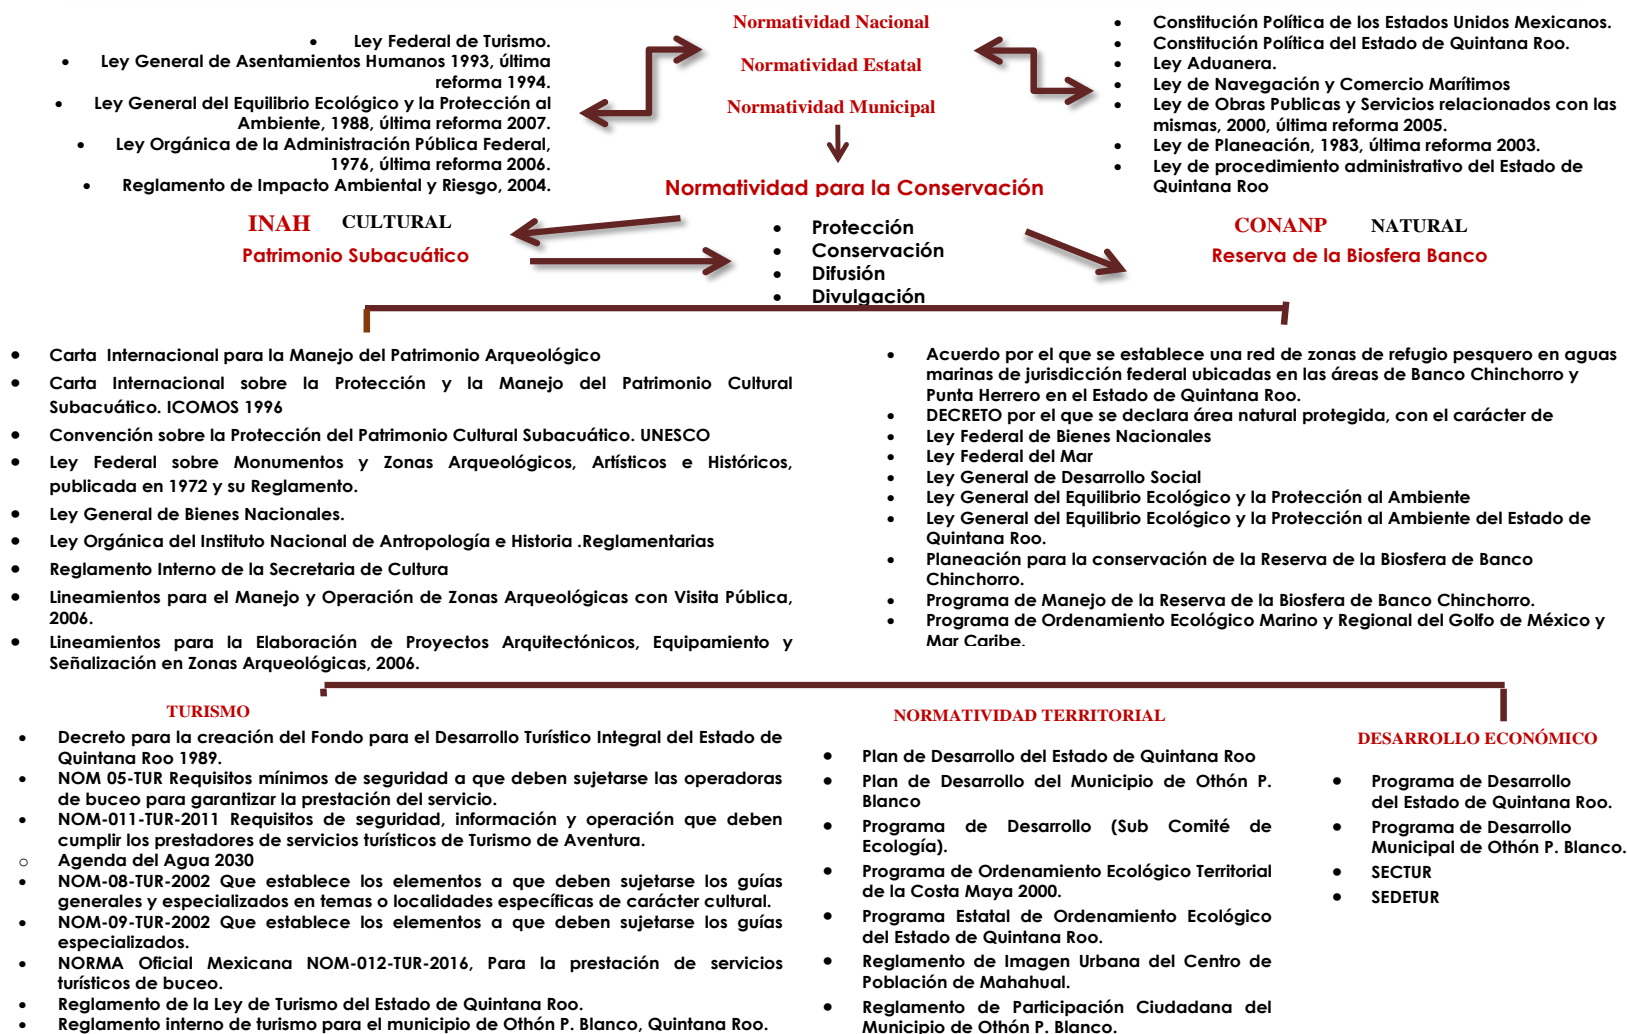 Normatividad Nacional
Normatividad Estatal
Normatividad Municipal
• Ley Federal de Turismo.
• Ley General de Asentamientos Humanos 1993, última
reforma 1994.
• Ley General del Equilibrio Ecológico y la Protección al
Ambiente, 1988, última reforma 2007.
• Ley Orgánica de la Administración Pública Federal,
1976, última reforma 2006.
• Reglamento de Impacto Ambiental y Riesgo, 2004.
• Constitución Política de los Estados Unidos Mexicanos.
• Constitución Política del Estado de Quintana Roo.
• Ley Aduanera.
• Ley de Navegación y Comercio Marítimos
• Ley de Obras Publicas y Servicios relacionados con las
mismas, 2000, última reforma 2005.
• Ley de Planeación, 1983, última reforma 2003.
• Ley de procedimiento administrativo del Estado de
Quintana Roo
Normatividad para la Conservación
• Protección
• Conservación
• Difusión
• Divulgación
INAH CULTURAL
Patrimonio Subacuático
CONANP NATURAL
Reserva de la Biosfera Banco
• Carta Internacional para la Manejo del Patrimonio Arqueológico
• Carta Internacional sobre la Protección y la Manejo del Patrimonio Cultural
Subacuático. ICOMOS 1996
• Convención sobre la Protección del Patrimonio Cultural Subacuático. UNESCO
• Ley Federal sobre Monumentos y Zonas Arqueológicos, Artísticos e Históricos,
publicada en 1972 y su Reglamento.
• Ley General de Bienes Nacionales.
• Ley Orgánica del Instituto Nacional de Antropología e Historia .Reglamentarias
• Reglamento Interno de la Secretaria de Cultura
• Lineamientos para el Manejo y Operación de Zonas Arqueológicas con Visita Pública,
2006.
• Lineamientos para la Elaboración de Proyectos Arquitectónicos, Equipamiento y
Señalización en Zonas Arqueológicas, 2006.
• Acuerdo por el que se establece una red de zonas de refugio pesquero en aguas
marinas de jurisdicción federal ubicadas en las áreas de Banco Chinchorro y
Punta Herrero en el Estado de Quintana Roo.
• DECRETO por el que se declara área natural protegida, con el carácter de
• Ley Federal de Bienes Nacionales
• Ley Federal del Mar
• Ley General de Desarrollo Social
• Ley General del Equilibrio Ecológico y la Protección al Ambiente
• Ley General del Equilibrio Ecológico y la Protección al Ambiente del Estado de
Quintana Roo.
• Planeación para la conservación de la Reserva de la Biosfera de Banco
Chinchorro.
• Programa de Manejo de la Reserva de la Biosfera de Banco Chinchorro.
• Programa de Ordenamiento Ecológico Marino y Regional del Golfo de México y
Mar Caribe.
TURISMO
• Decreto para la creación del Fondo para el Desarrollo Turístico Integral del Estado de
Quintana Roo 1989.
• NOM 05-TUR Requisitos mínimos de seguridad a que deben sujetarse las operadoras
de buceo para garantizar la prestación del servicio.
• NOM-011-TUR-2011 Requisitos de seguridad, información y operación que deben
cumplir los prestadores de servicios turísticos de Turismo de Aventura.
o Agenda del Agua 2030
• NOM-08-TUR-2002 Que establece los elementos a que deben sujetarse los guías
generales y especializados en temas o localidades específicas de carácter cultural.
• NOM-09-TUR-2002 Que establece los elementos a que deben sujetarse los guías
especializados.
• NORMA Oficial Mexicana NOM-012-TUR-2016, Para la prestación de servicios
turísticos de buceo.
• Reglamento de la Ley de Turismo del Estado de Quintana Roo.
• Reglamento interno de turismo para el municipio de Othón P. Blanco, Quintana Roo.
NORMATIVIDAD TERRITORIAL
• Plan de Desarrollo del Estado de Quintana Roo
• Plan de Desarrollo del Municipio de Othón P.
Blanco
• Programa de Desarrollo (Sub Comité de
Ecología).
• Programa de Ordenamiento Ecológico Territorial
de la Costa Maya 2000.
• Programa Estatal de Ordenamiento Ecológico
del Estado de Quintana Roo.
• Reglamento de Imagen Urbana del Centro de
Población de Mahahual.
• Reglamento de Participación Ciudadana del
Municipio de Othón P. Blanco.
DESARROLLO ECONÓMICO
• Programa de Desarrollo
del Estado de Quintana Roo.
• Programa de Desarrollo
Municipal de Othón P. Blanco.
• SECTUR
• SEDETUR